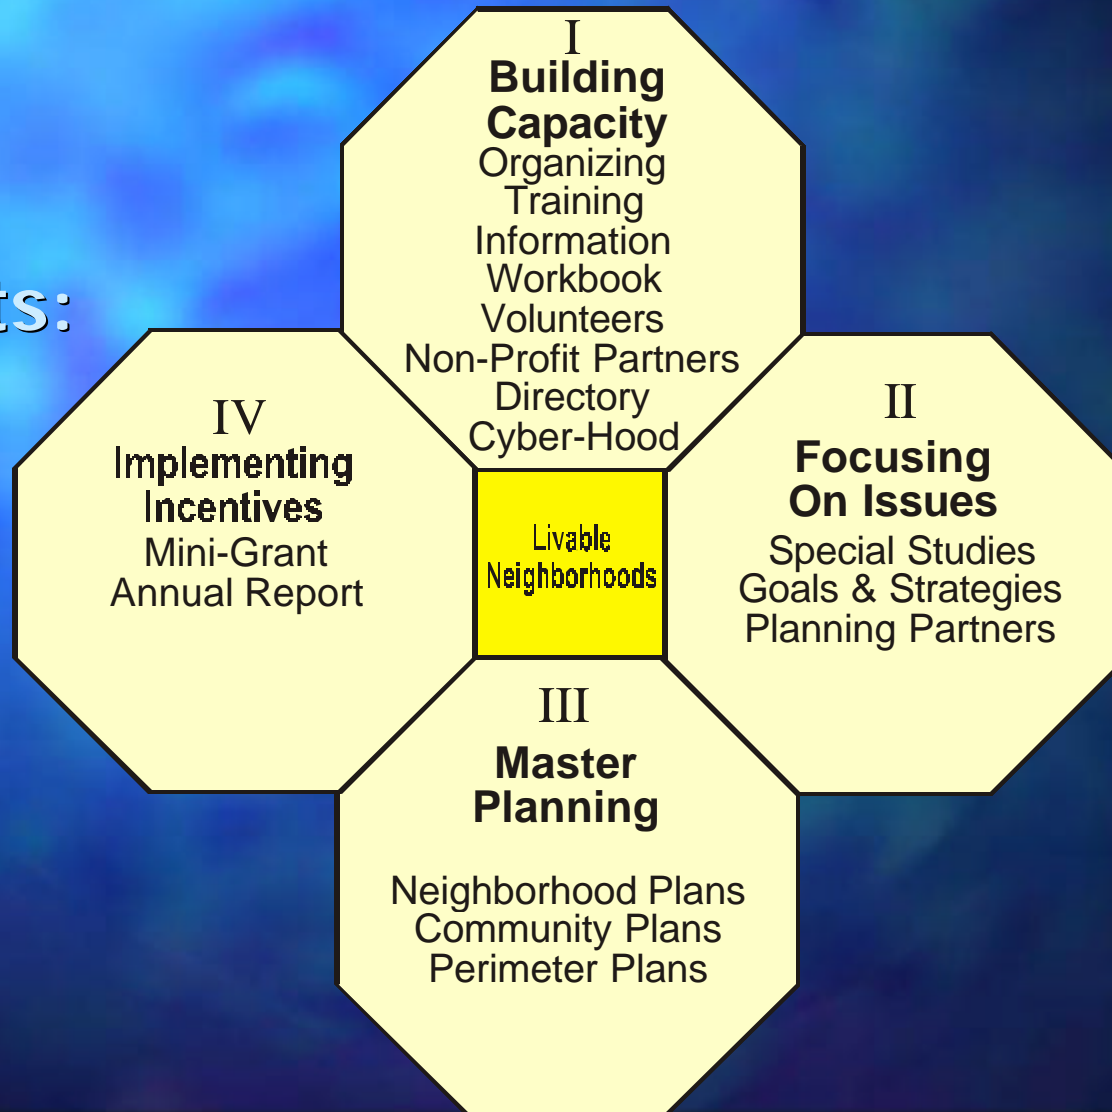 I
Building
Capacity
Organizing
Training
Information
Workbook
Volunteers
Non-Profit Partners
Directory
Cyber-Hood
ts:
IV
Implementing
Incentives
Mini-Grant
Annual Report
Livable
Neighborhoods
II
Focusing
On Issues
Special Studies
Goals & Strategies
Planning Partners
III
Master
Planning
Neighborhood Plans
Community Plans
Perimeter Plans